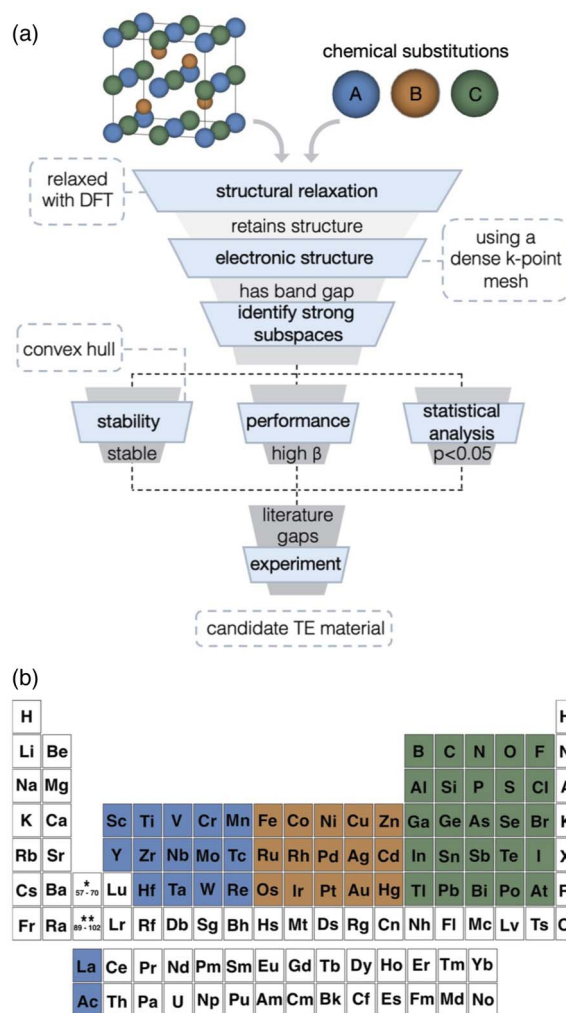 (a)
chemical substitutions
A B C
relaxed
with DFT
structural relaxation
retains structure
electronic structure
using a
dense k-point
mesh
has band gap
identify strong
subspaces
convex hull
stability
performance
statistical
analysis
stable
high β
p<0.05
literature
gaps
experiment
candidate TE material
(b)
H H
Li Be B C N O F N
Na Mg Al Si P S Cl A
K Ca Sc Ti V Cr Mn Fe Co Ni Cu Zn Ga Ge As Se Br K
Rb Sr Y Zr Nb Mo Tc Ru Rh Pd Ag Cd In Sn Sb Te I X
Cs Ba * 57 - 70 Lu Hf Ta W Re Os Ir Pt Au Hg Tl Pb Bi Po At F
Fr Ra ** 89 - 102 Lr Rf Db Sg Bh Hs Mt Ds Rg Cn Nh Fl Mc Lv Ts O
La Ce Pr Nd Pm Sm Eu Gd Tb Dy Ho Er Tm Yb
Ac Th Pa U Np Pu Am Cm Bk Cf Es Fm Md No